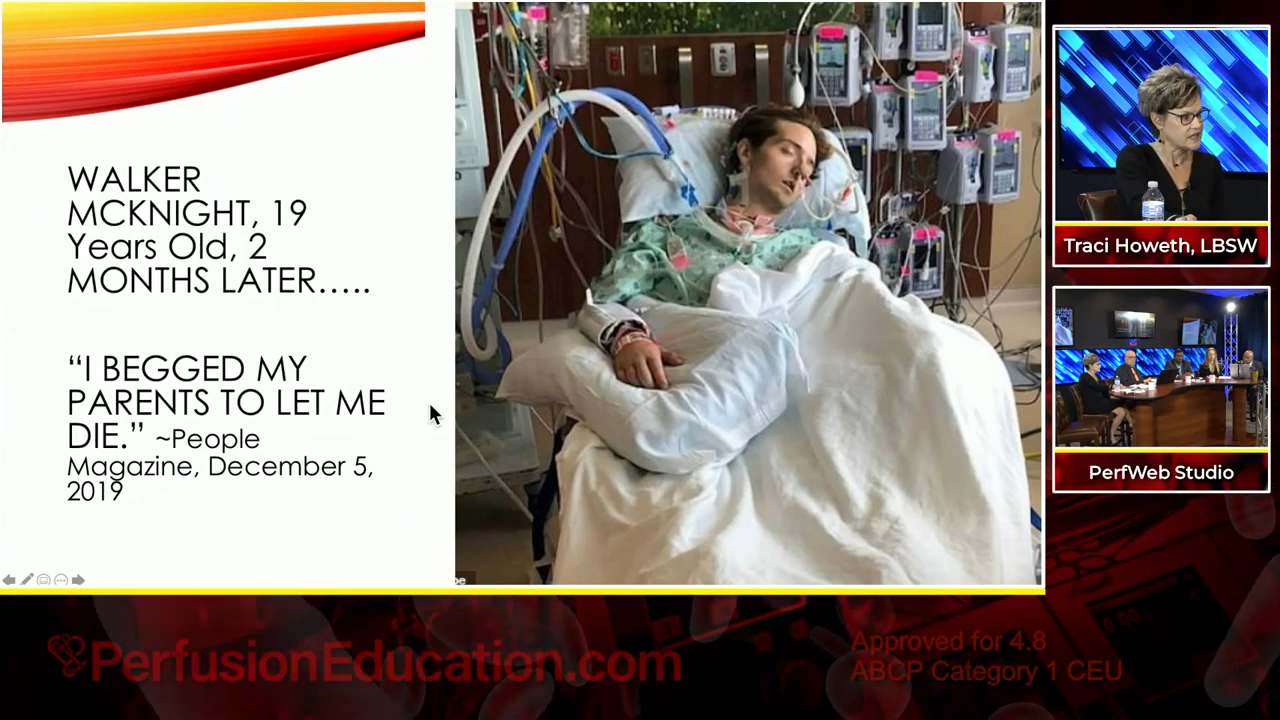 WALKER
MCKNIGHT, 19
Years Old, 2
MONTHS LATER…..
“I BEGGED MY
PARENTS TO LET ME
DIE.” ~People
Magazine, December 5,
2019
Traci Howeth, LBSW
PerfWeb Studio
PerfusionEducation.com
Approved for 4.8
ABCP Category 1 CEU